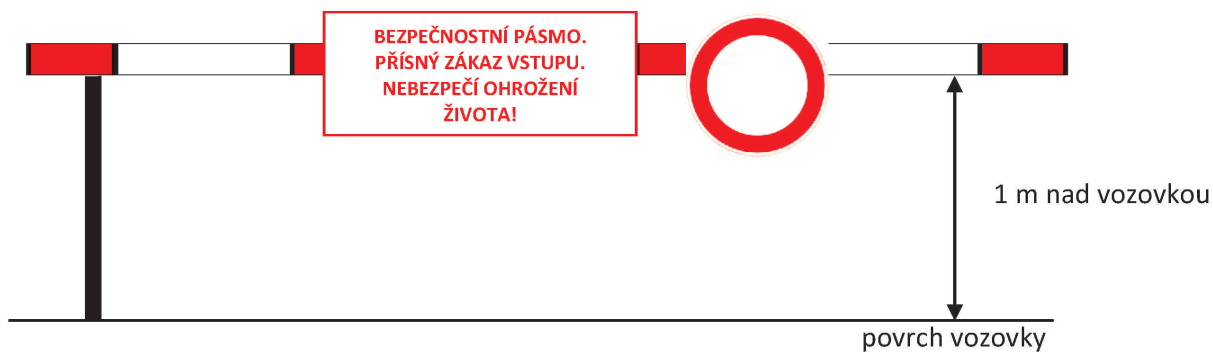 BEZPEČNOSTNÍ PÁSMO.
PŘÍSNÝ ZÁKAZ VSTUPU.
NEBEZPEČÍ OHROŽENÍ
ŽIVOTA!
1 m nad vozovkou
povrch vozovky